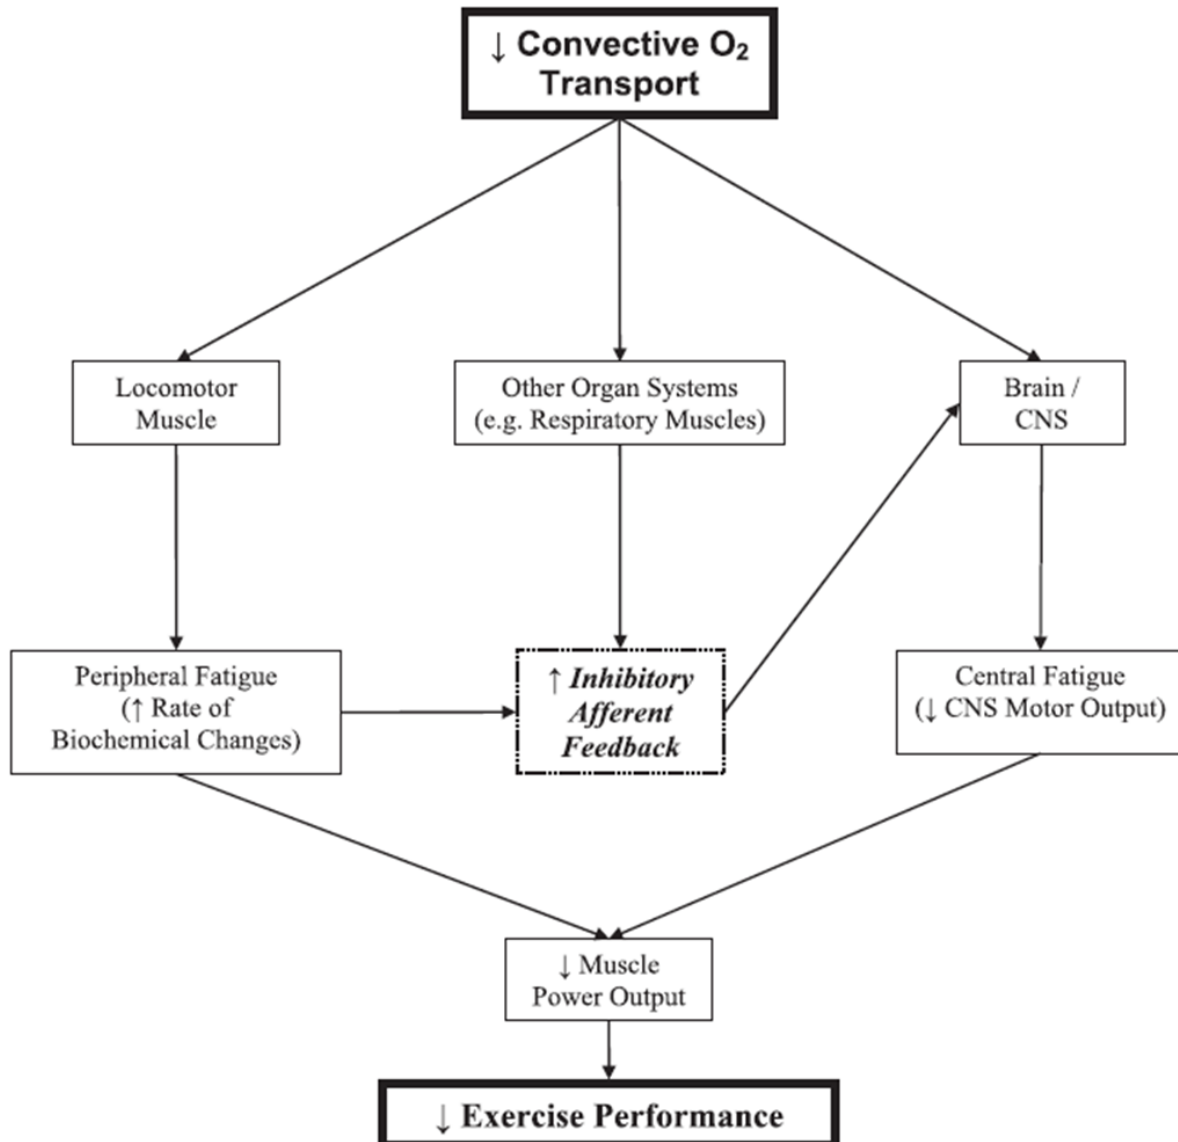 ↓ Convective O₂
Transport
Locomotor
Muscle
Other Organ Systems
(e.g. Respiratory Muscles)
Brain /
CNS
Peripheral Fatigue
(↑ Rate of
Biochemical Changes)
↑ Inhibitory
Afferent
Feedback
Central Fatigue
(↓ CNS Motor Output)
↓ Muscle
Power Output
↓ Exercise Performance